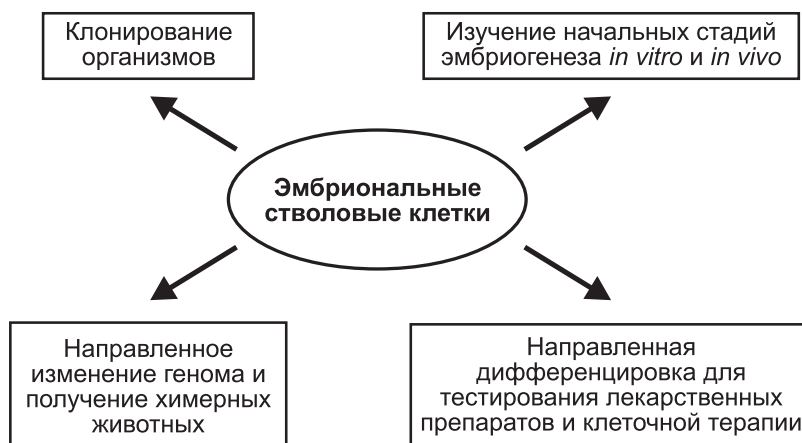 Клонирование
организмов
Изучение начальных стадий
эмбриогенеза in vitro и in vivo
Эмбриональные
стволовые клетки
Направленное
изменение генома и
получение химерных
животных
Направленная
дифференцировка для
тестирования лекарственных
препаратов и клеточной терапии